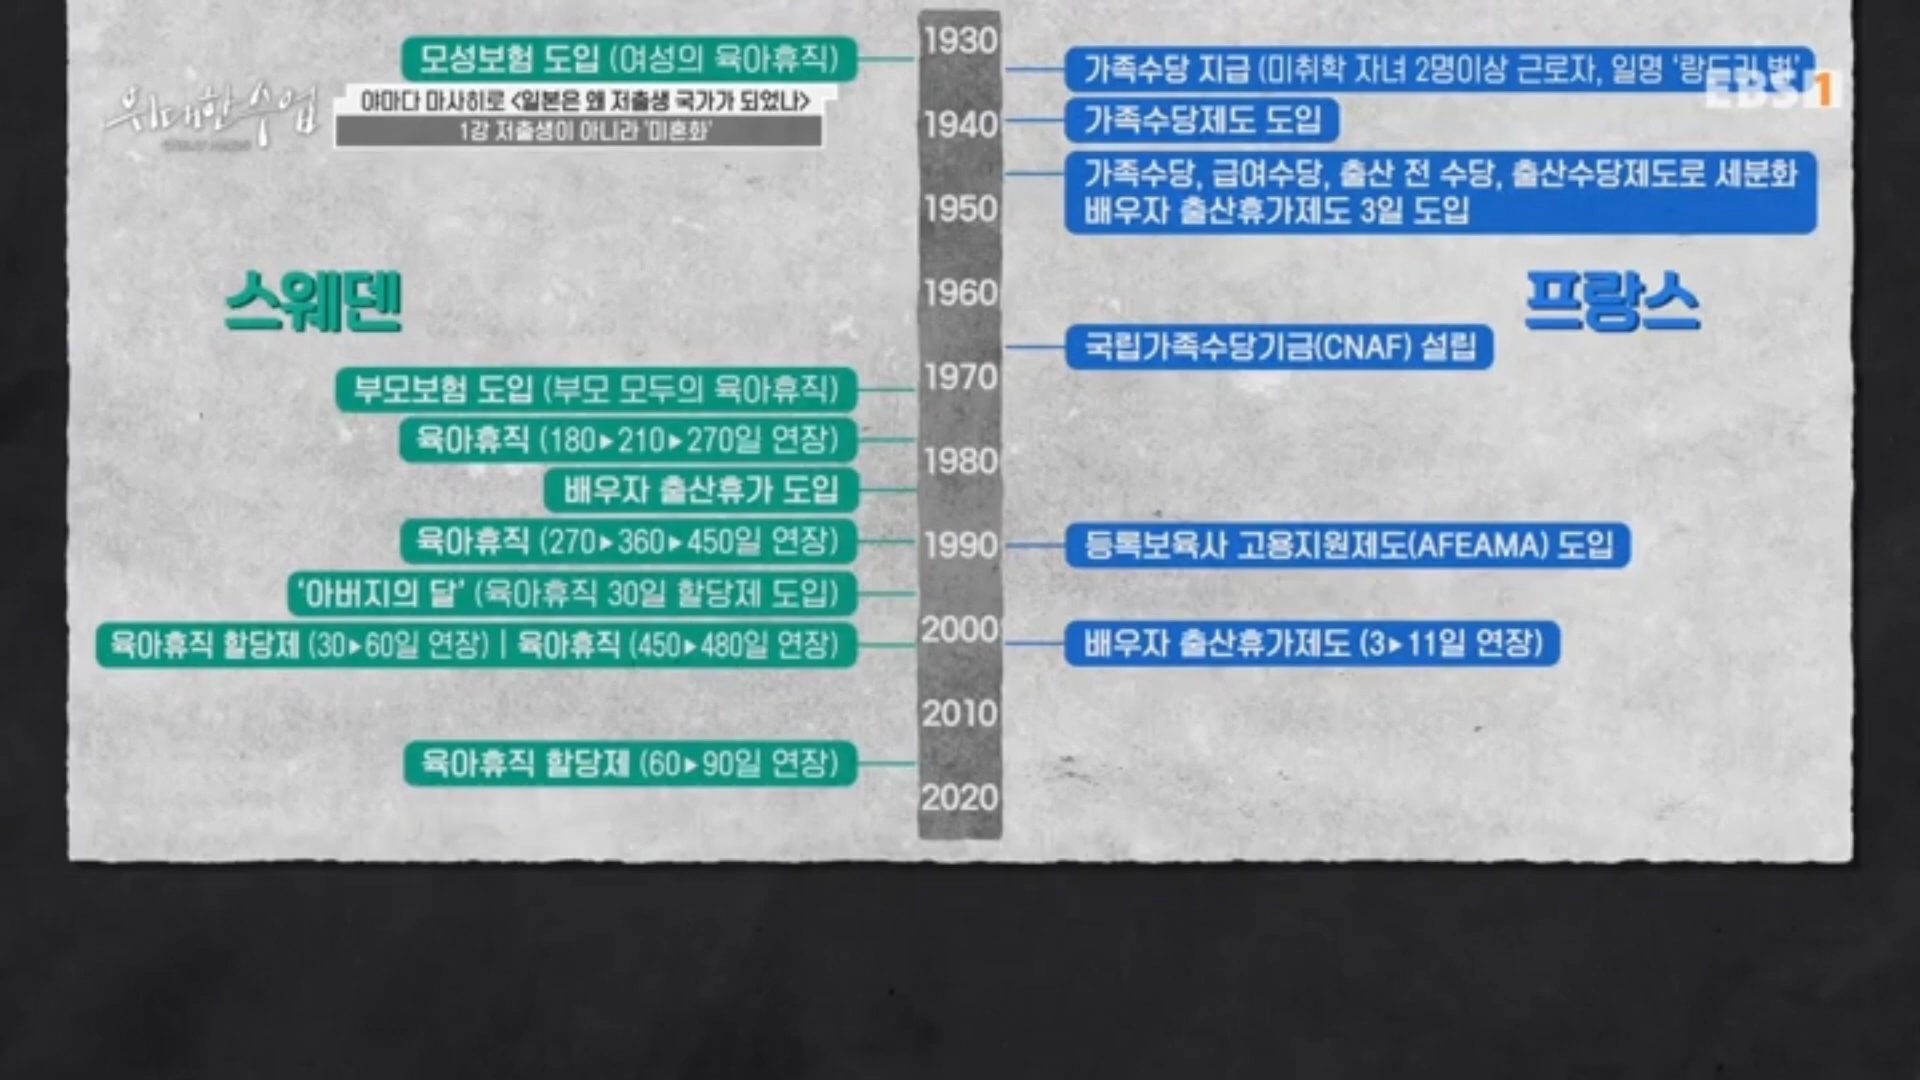 위대한 수업
야마다 마사히로 <일본은 왜 저출생 국가가 되었나>
1강 저출생이 아니라 '미혼화'
EBS 1
스웨덴
모성보험 도입 (여성의 육아휴직)
부모보험 도입 (부모 모두의 육아휴직)
육아휴직 (180▶210▶270일 연장)
배우자 출산휴가 도입
육아휴직 (270▶360▶450일 연장)
'아버지의 달' (육아휴직 30일 할당제 도입)
육아휴직 할당제 (30▶60일 연장) | 육아휴직 (450▶480일 연장)
육아휴직 할당제 (60▶90일 연장)
1930
1940
1950
1960
1970
1980
1990
2000
2010
2020
프랑스
가족수당 지급 (미취학 자녀 2명이상 근로자, 일명
가족수당제도 도입
가족수당, 급여수당, 출산 전 수당, 출산수당제도로 세분화
배우자 출산휴가제도 3일 도입
국립가족수당기금(CNAF) 설립
등록보육사 고용지원제도(AFEAMA) 도입
배우자 출산휴가제도 (3▶11일 연장)